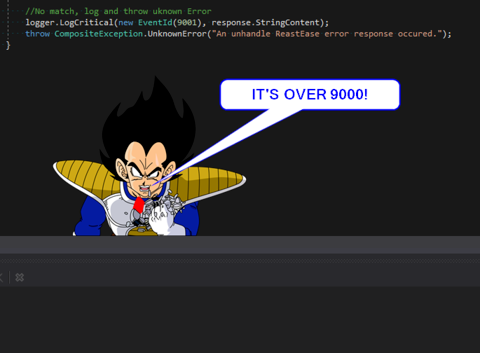 //No match, log and throw uknown Error
logger.LogCritical(new EventId(9001), response.StringContent);
throw CompositeException.UnknownError("An unhandle ReastEase error response occured.");
}
IT'S OVER 9000!